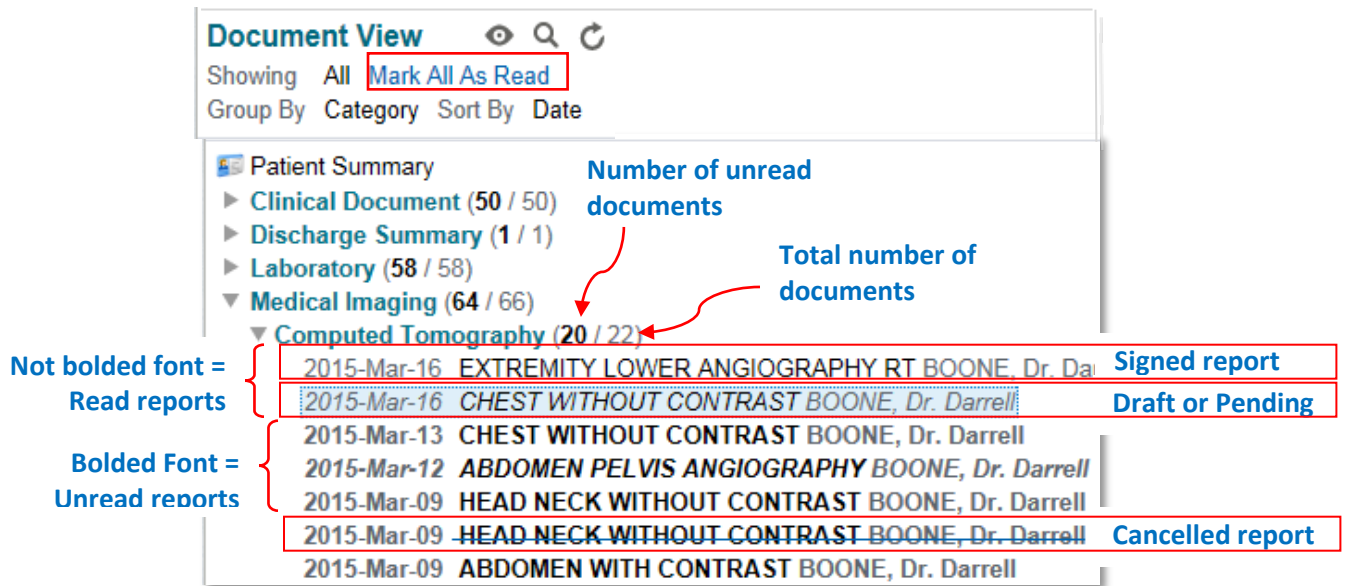 Document View
Showing All Mark All As Read
Group By Category Sort By Date
Patient Summary
Number of unread
documents
Clinical Document (50 / 50)
Discharge Summary (1 / 1)
Total number of
documents
Laboratory (58 / 58)
Medical Imaging (64 / 66)
Computed Tomography (20 / 22)
Not bolded font =
Read reports
2015-Mar-16 EXTREMITY LOWER ANGIOGRAPHY RT BOONE, Dr. Da
Signed report
2015-Mar-16 CHEST WITHOUT CONTRAST BOONE, Dr. Darrell
Draft or Pending
2015-Mar-13 CHEST WITHOUT CONTRAST BOONE, Dr. Darrell
Bolded Font =
Unread reports
2015-Mar-12 ABDOMEN PELVIS ANGIOGRAPHY BOONE, Dr. Darrell
2015-Mar-09 HEAD NECK WITHOUT CONTRAST BOONE, Dr. Darrell
2015-Mar-09 HEAD NECK WITHOUT CONTRAST BOONE, Dr. Darrell
Cancelled report
2015-Mar-09 ABDOMEN WITH CONTRAST BOONE, Dr. Darrell